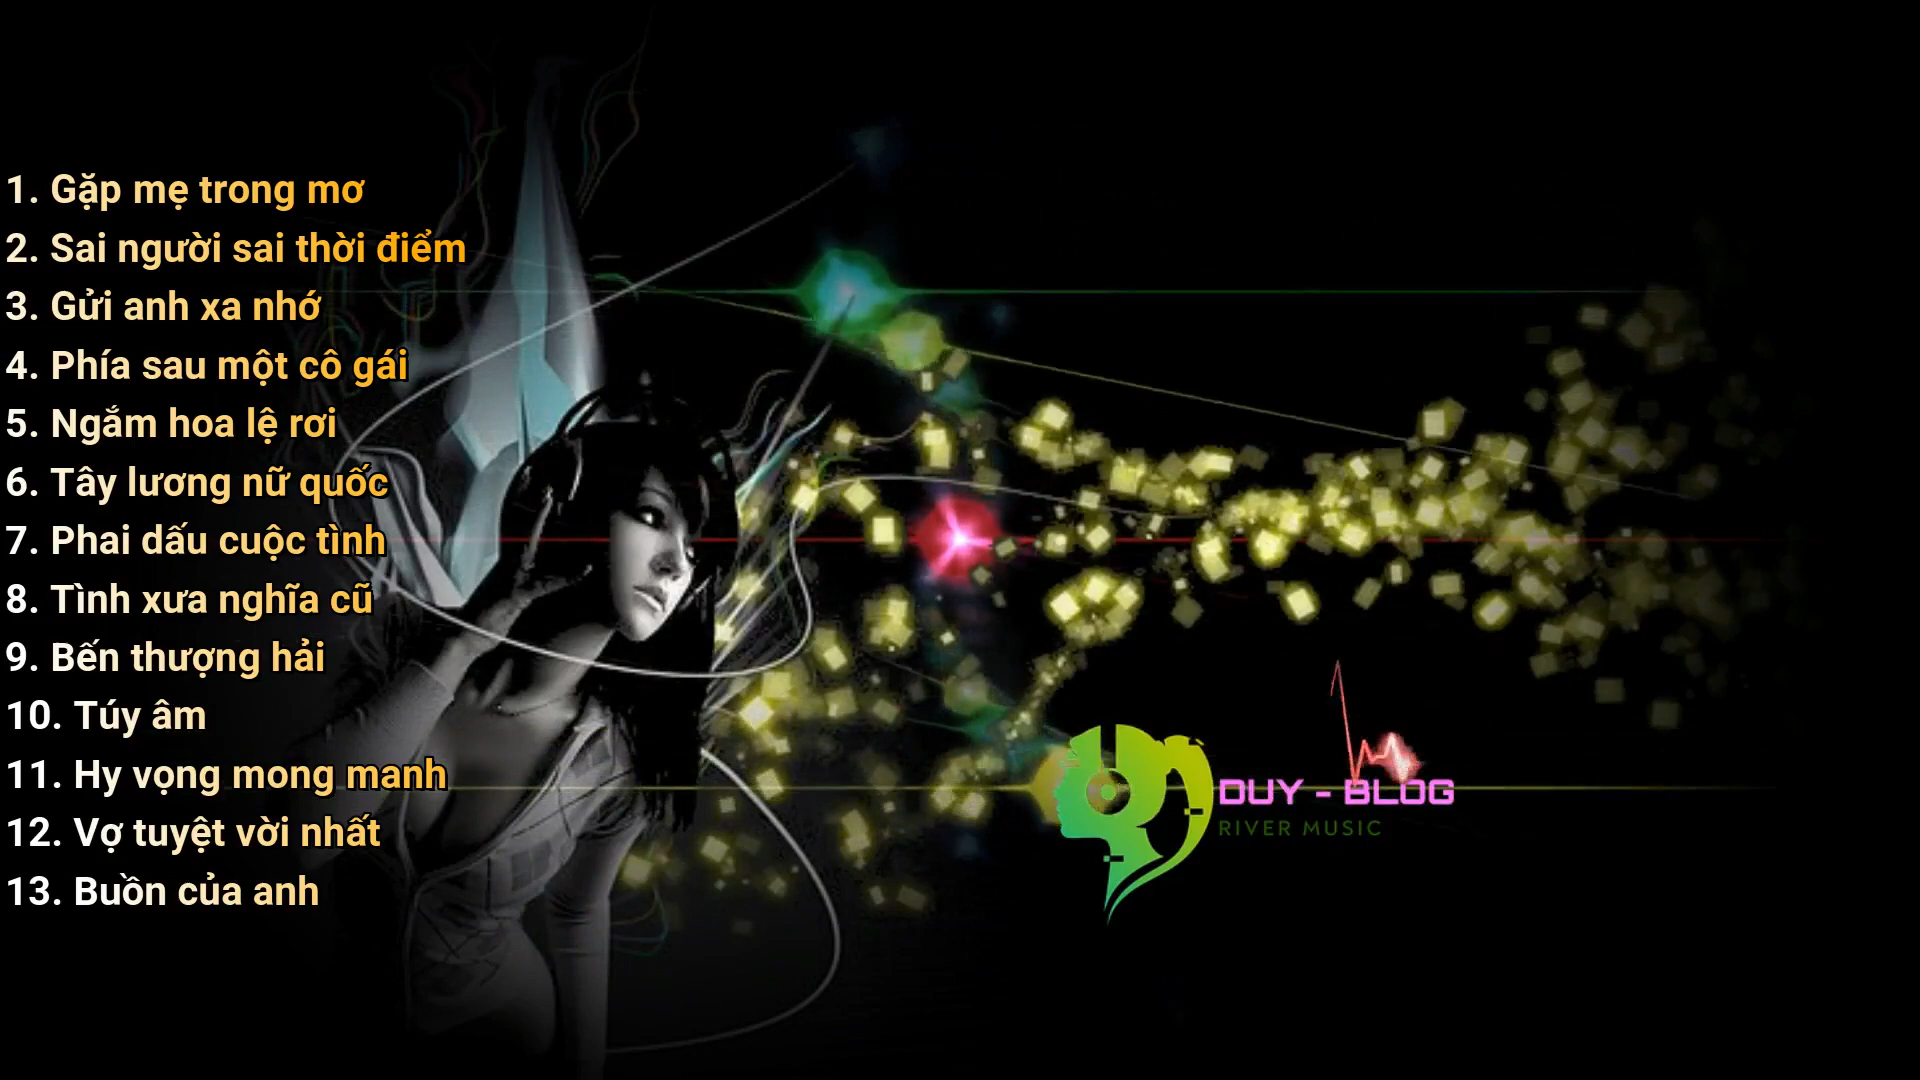 1. Gặp mẹ trong mơ
2. Sai người sai thời điểm
3. Gửi anh xa nhớ
4. Phía sau một cô gái
5. Ngắm hoa lệ rơi
6. Tây lương nữ quốc
7. Phai dấu cuộc tình
8. Tình xưa nghĩa cũ
9. Bến thượng hải
10. Túy âm
11. Hy vọng mong manh
12. Vợ tuyệt vời nhất
13. Buồn của anh
DUY - BLOG
RIVER MUSIC